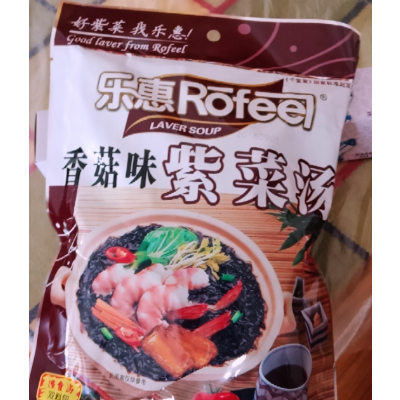 好紫菜 我乐惠!
Good laver from Rofeel
乐惠 Rofeel®
LAVER SOUP
香菇味 紫菜汤